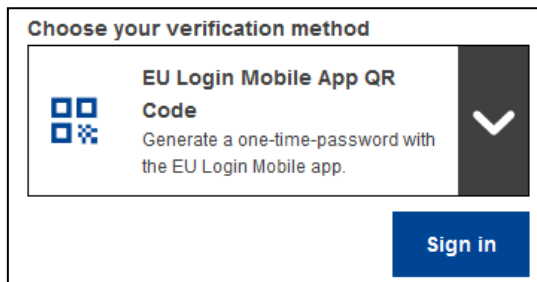 Choose your verification method
EU Login Mobile App QR
Code
Generate a one-time-password with
the EU Login Mobile app.
Sign in